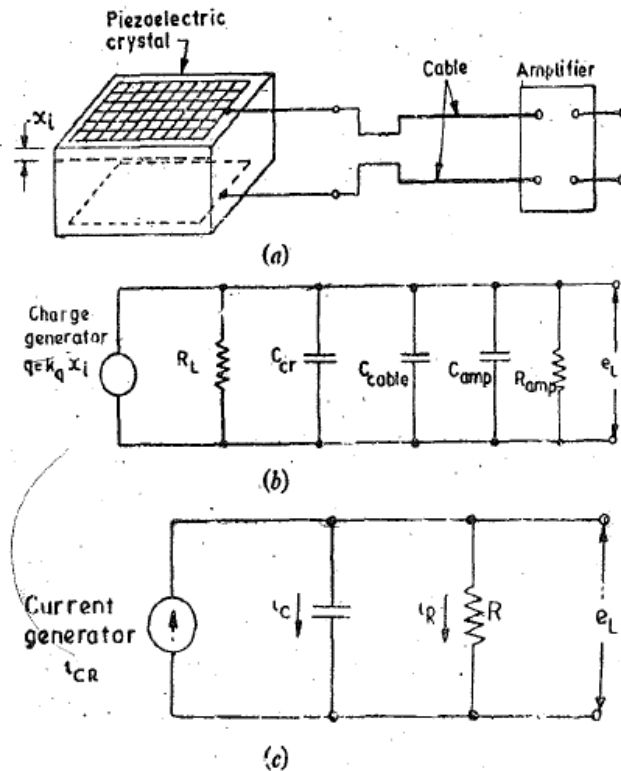 Piezoelectric
crystal
Cable
Amplifier
xi
(a)
Charge
generator
q=Kq xi
RL
Ccr
Ccable
Camp
Ramp
eL
(b)
Current
generator
iCR
iC
iR
R
eL
(c)